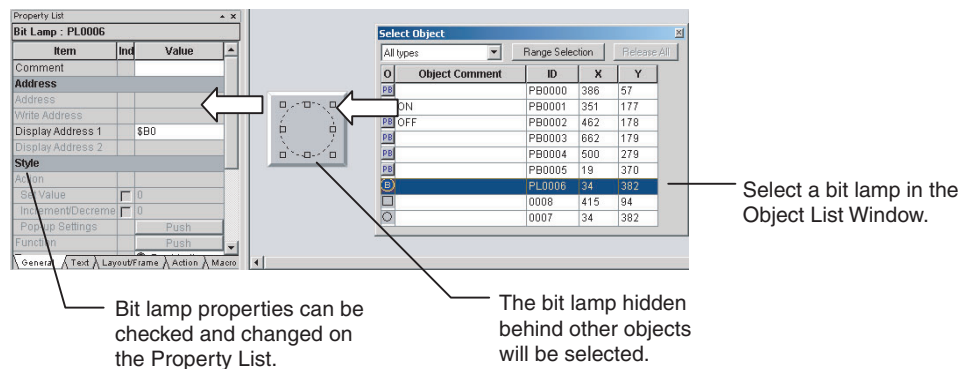 Property List
Bit Lamp : PL0006
Item Ind Value
Comment
Address
Address
Write Address
Display Address 1 $B0
Display Address 2
Style
Action
Set Value 0
Increment/Decreme 0
Pop-up Settings Push
Function Push
General Text Layout/Frame Action Macro
Select Object
All types Range Selection Release All
O Object Comment ID X Y
PB PB0000 386 57
ON PB0001 351 177
PB OFF PB0002 462 178
PB PB0003 662 179
PB PB0004 500 279
PB PB0005 19 370
B PL0006 34 382
0008 415 94
0007 34 382
Select a bit lamp in the
Object List Window.
Bit lamp properties can be
checked and changed on
the Property List.
The bit lamp hidden
behind other objects
will be selected.